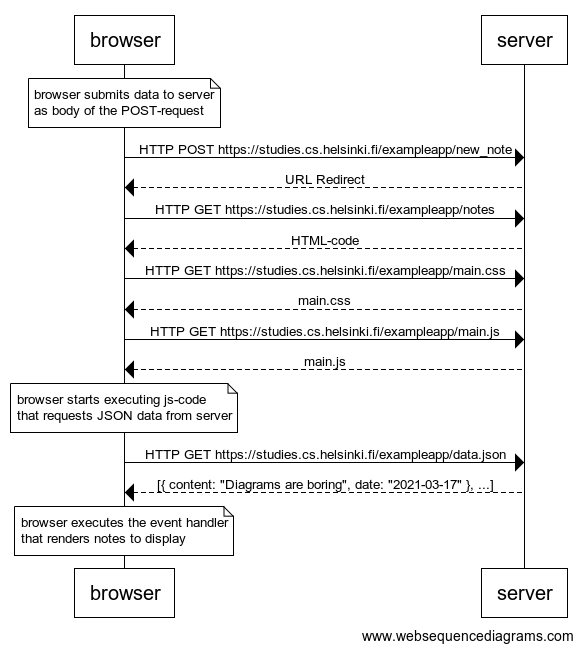 browser
server
browser submits data to server
as body of the POST-request
HTTP POST https://studies.cs.helsinki.fi/exampleapp/new_note
URL Redirect
HTTP GET https://studies.cs.helsinki.fi/exampleapp/notes
HTML-code
HTTP GET https://studies.cs.helsinki.fi/exampleapp/main.css
main.css
HTTP GET https://studies.cs.helsinki.fi/exampleapp/main.js
main.js
browser starts executing js-code
that requests JSON data from server
HTTP GET https://studies.cs.helsinki.fi/exampleapp/data.json
[{ content: "Diagrams are boring", date: "2021-03-17" }, ...]
browser executes the event handler
that renders notes to display
browser
server
www.websequencediagrams.com